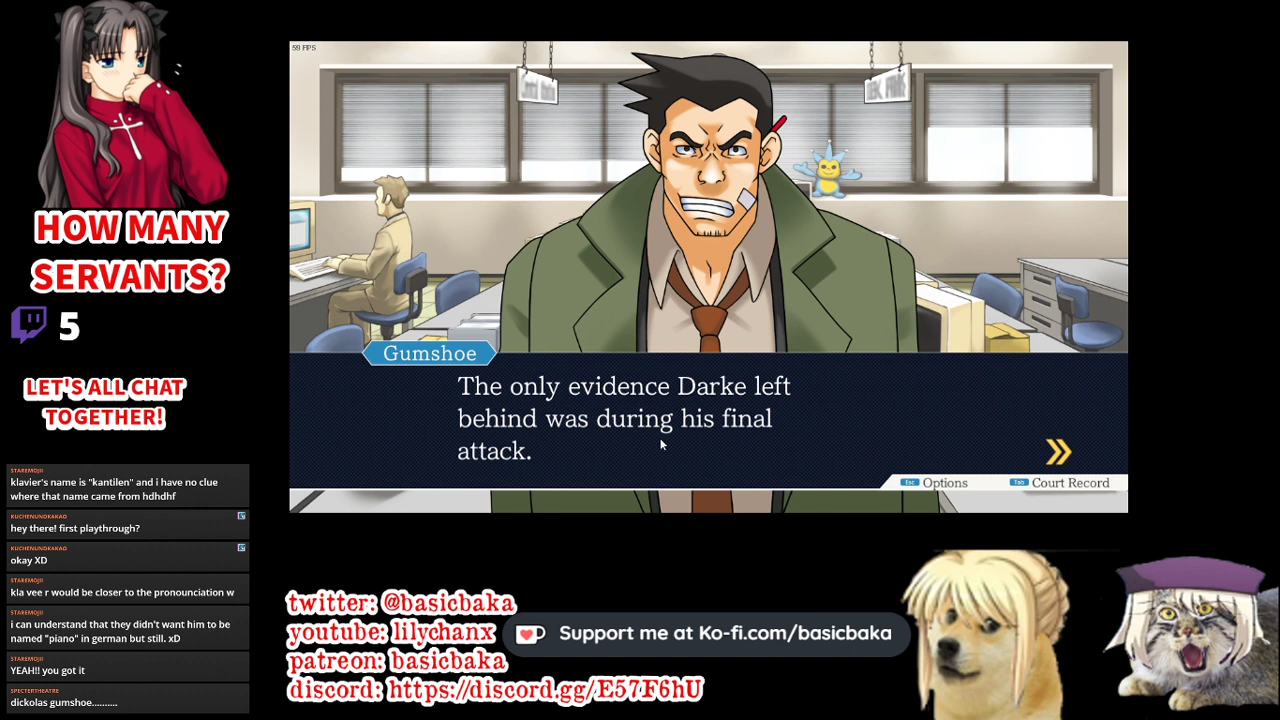 HOW MANY
SERVANTS?
5
LET'S ALL CHAT
TOGETHER!
STAREMOJII
klavier's name is "kantilen" and i have no clue
where that name came from hdhdhf
KUCHENUNDKAKAO
hey there! first playthrough?
KUCHENUNDKAKAO
okay XD
STAREMOJII
kla vee r would be closer to the pronounciation w
STAREMOJII
i can understand that they didn't want him to be
named "piano" in german but still. xD
STAREMOJII
YEAH!! you got it
SPECTERTHEATRE
dickolas gumshoe..........
59 FPS
Gumshoe
The only evidence Darke left
behind was during his final
attack.
Esc Options
Tab Court Record
twitter: @basicbaka
youtube: lilychanx
patreon: basicbaka
discord: https://discord.gg/E57F6hU
Support me at Ko-fi.com/basicbaka